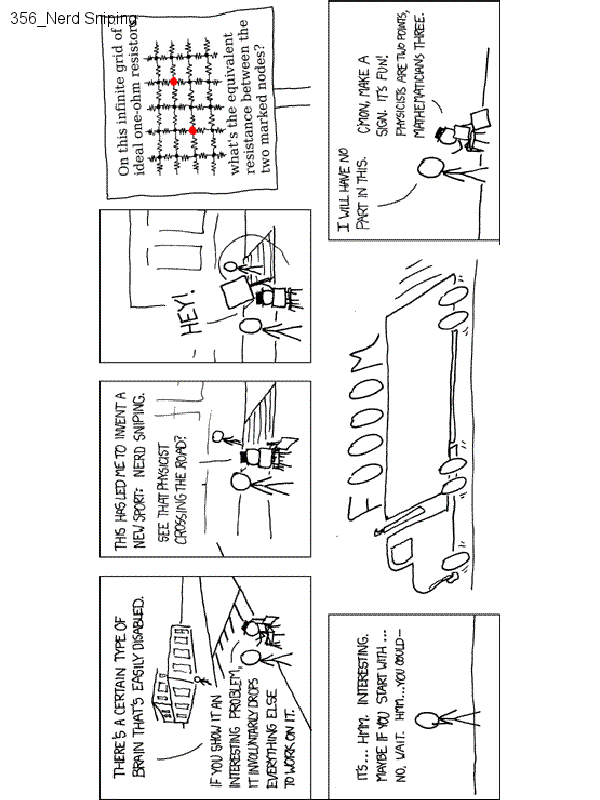 356_Nerd Sniping
THERE'S A CERTAIN TYPE OF
BRAIN THAT'S EASILY DISABLED.
IF YOU SHOW IT AN
INTERESTING PROBLEM,
IT INVOLUNTARILY DROPS
EVERYTHING ELSE
TO WORK ON IT.
THIS HAS LED ME TO INVENT A
NEW SPORT: NERD SNIPING.
SEE THAT PHYSICIST
CROSSING THE ROAD?
HEY!
On this infinite grid of
ideal one-ohm resistors,
what's the equivalent
resistance between the
two marked nodes?
IT'S... HMM. INTERESTING.
MAYBE IF YOU START WITH ...
NO, WAIT. HMM...YOU COULD—
FOOOOM
I WILL HAVE NO
PART IN THIS.
C'MON, MAKE A
SIGN. IT'S FUN!
PHYSICISTS ARE TWO POINTS,
MATHEMATICIANS THREE.